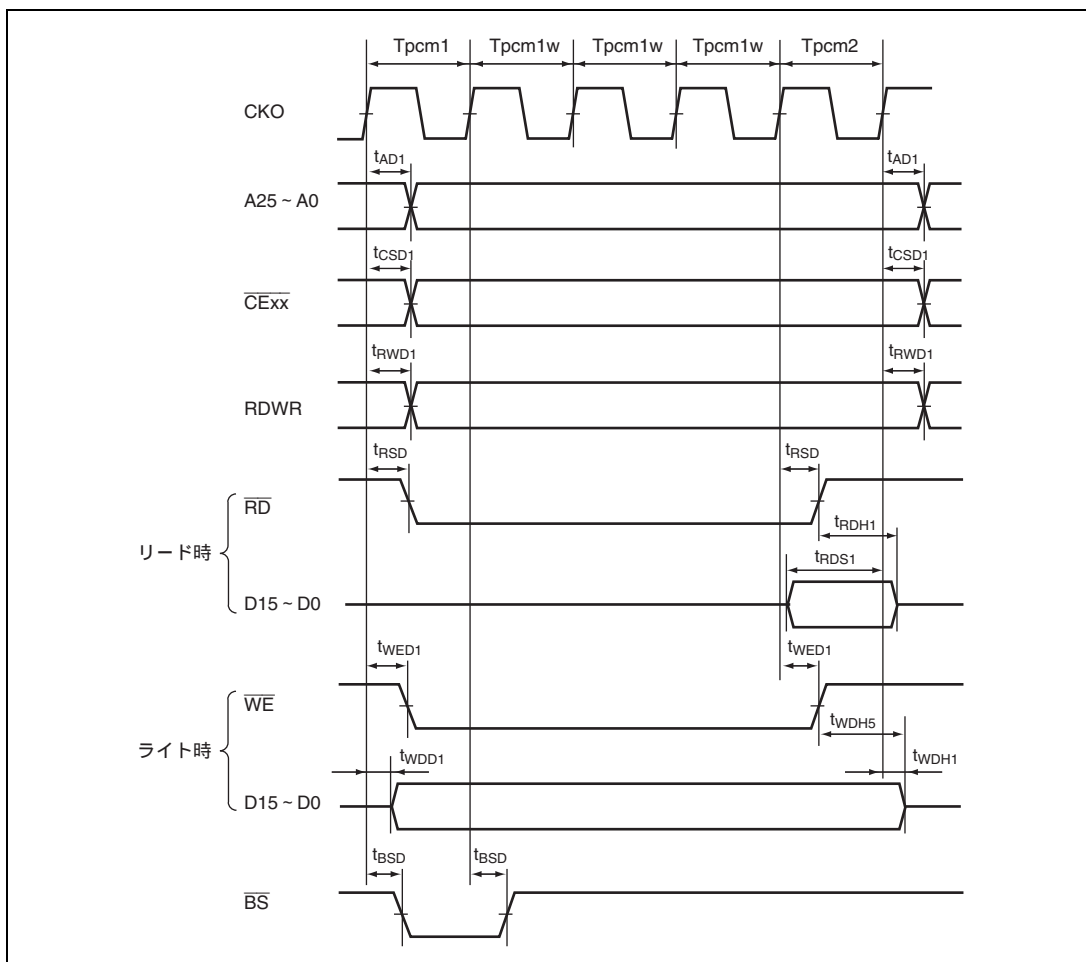 Tpcm1 Tpcm1w Tpcm1w Tpcm1w Tpcm2
CKO
tAD1 tAD1
A25 ~ A0
tCSD1 tCSD1
CExx
tRWD1 tRWD1
RDWR
tRSD tRSD
RD
tRDH1
リード時
tRDS1
D15 ~ D0
tWED1 tWED1
WE
tWDH5
ライト時
tWDD1 tWDH1
D15 ~ D0
tBSD tBSD
BS